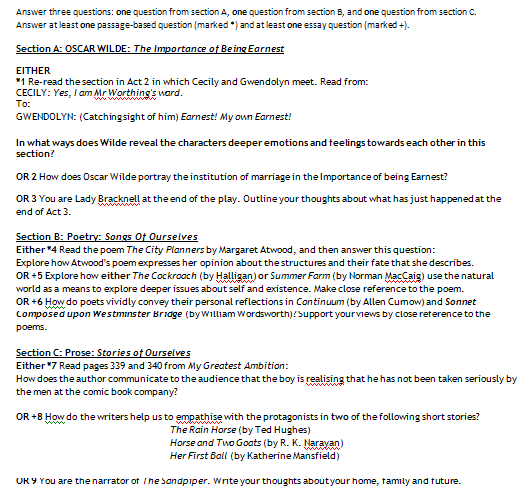 Answer three questions: one question from section A, one question from section B, and one question from section C.
Answer at least one passage-based question (marked *) and at least one essay question (marked +).
Section A: OSCAR WILDE: The Importance of Being Earnest
EITHER
*1 Re-read the section in Act 2 in which Cecily and Gwendolyn meet. Read from:
CECILY: Yes, I am Mr Worthing's ward.
To:
GWENDOLYN: (Catching sight of him) Earnest! My own Earnest!
In what ways does Wilde reveal the characters deeper emotions and feelings towards each other in this
section?
OR 2 How does Oscar Wilde portray the institution of marriage in the Importance of being Earnest?
OR 3 You are Lady Bracknell at the end of the play. Outline your thoughts about what has just happened at the
end of Act 3.
Section B: Poetry: Songs Of Ourselves
Either *4 Read the poem The City Planners by Margaret Atwood, and then answer this question:
Explore how Atwood's poem expresses her opinion about the structures and their fate that she describes.
OR +5 Explore how either The Cockroach (by Halligan) or Summer Farm (by Norman MacCaig) use the natural
world as a means to explore deeper issues about self and existence. Make close reference to the poem.
OR +6 How do poets vividly convey their personal reflections in Continuum (by Allen Curnow) and Sonnet
Composed upon Westminster Bridge (by William Wordsworth)? Support your views by close reference to the
poems.
Section C: Prose: Stories of Ourselves
Either *7 Read pages 339 and 340 from My Greatest Ambition:
How does the author communicate to the audience that the boy is realising that he has not been taken seriously by
the men at the comic book company?
OR +8 How do the writers help us to empathise with the protagonists in two of the following short stories?
The Rain Horse (by Ted Hughes)
Horse and Two Goats (by R. K. Narayan)
Her First Ball (by Katherine Mansfield)
OR 9 You are the narrator of The Sandpiper. Write your thoughts about your home, family and future.